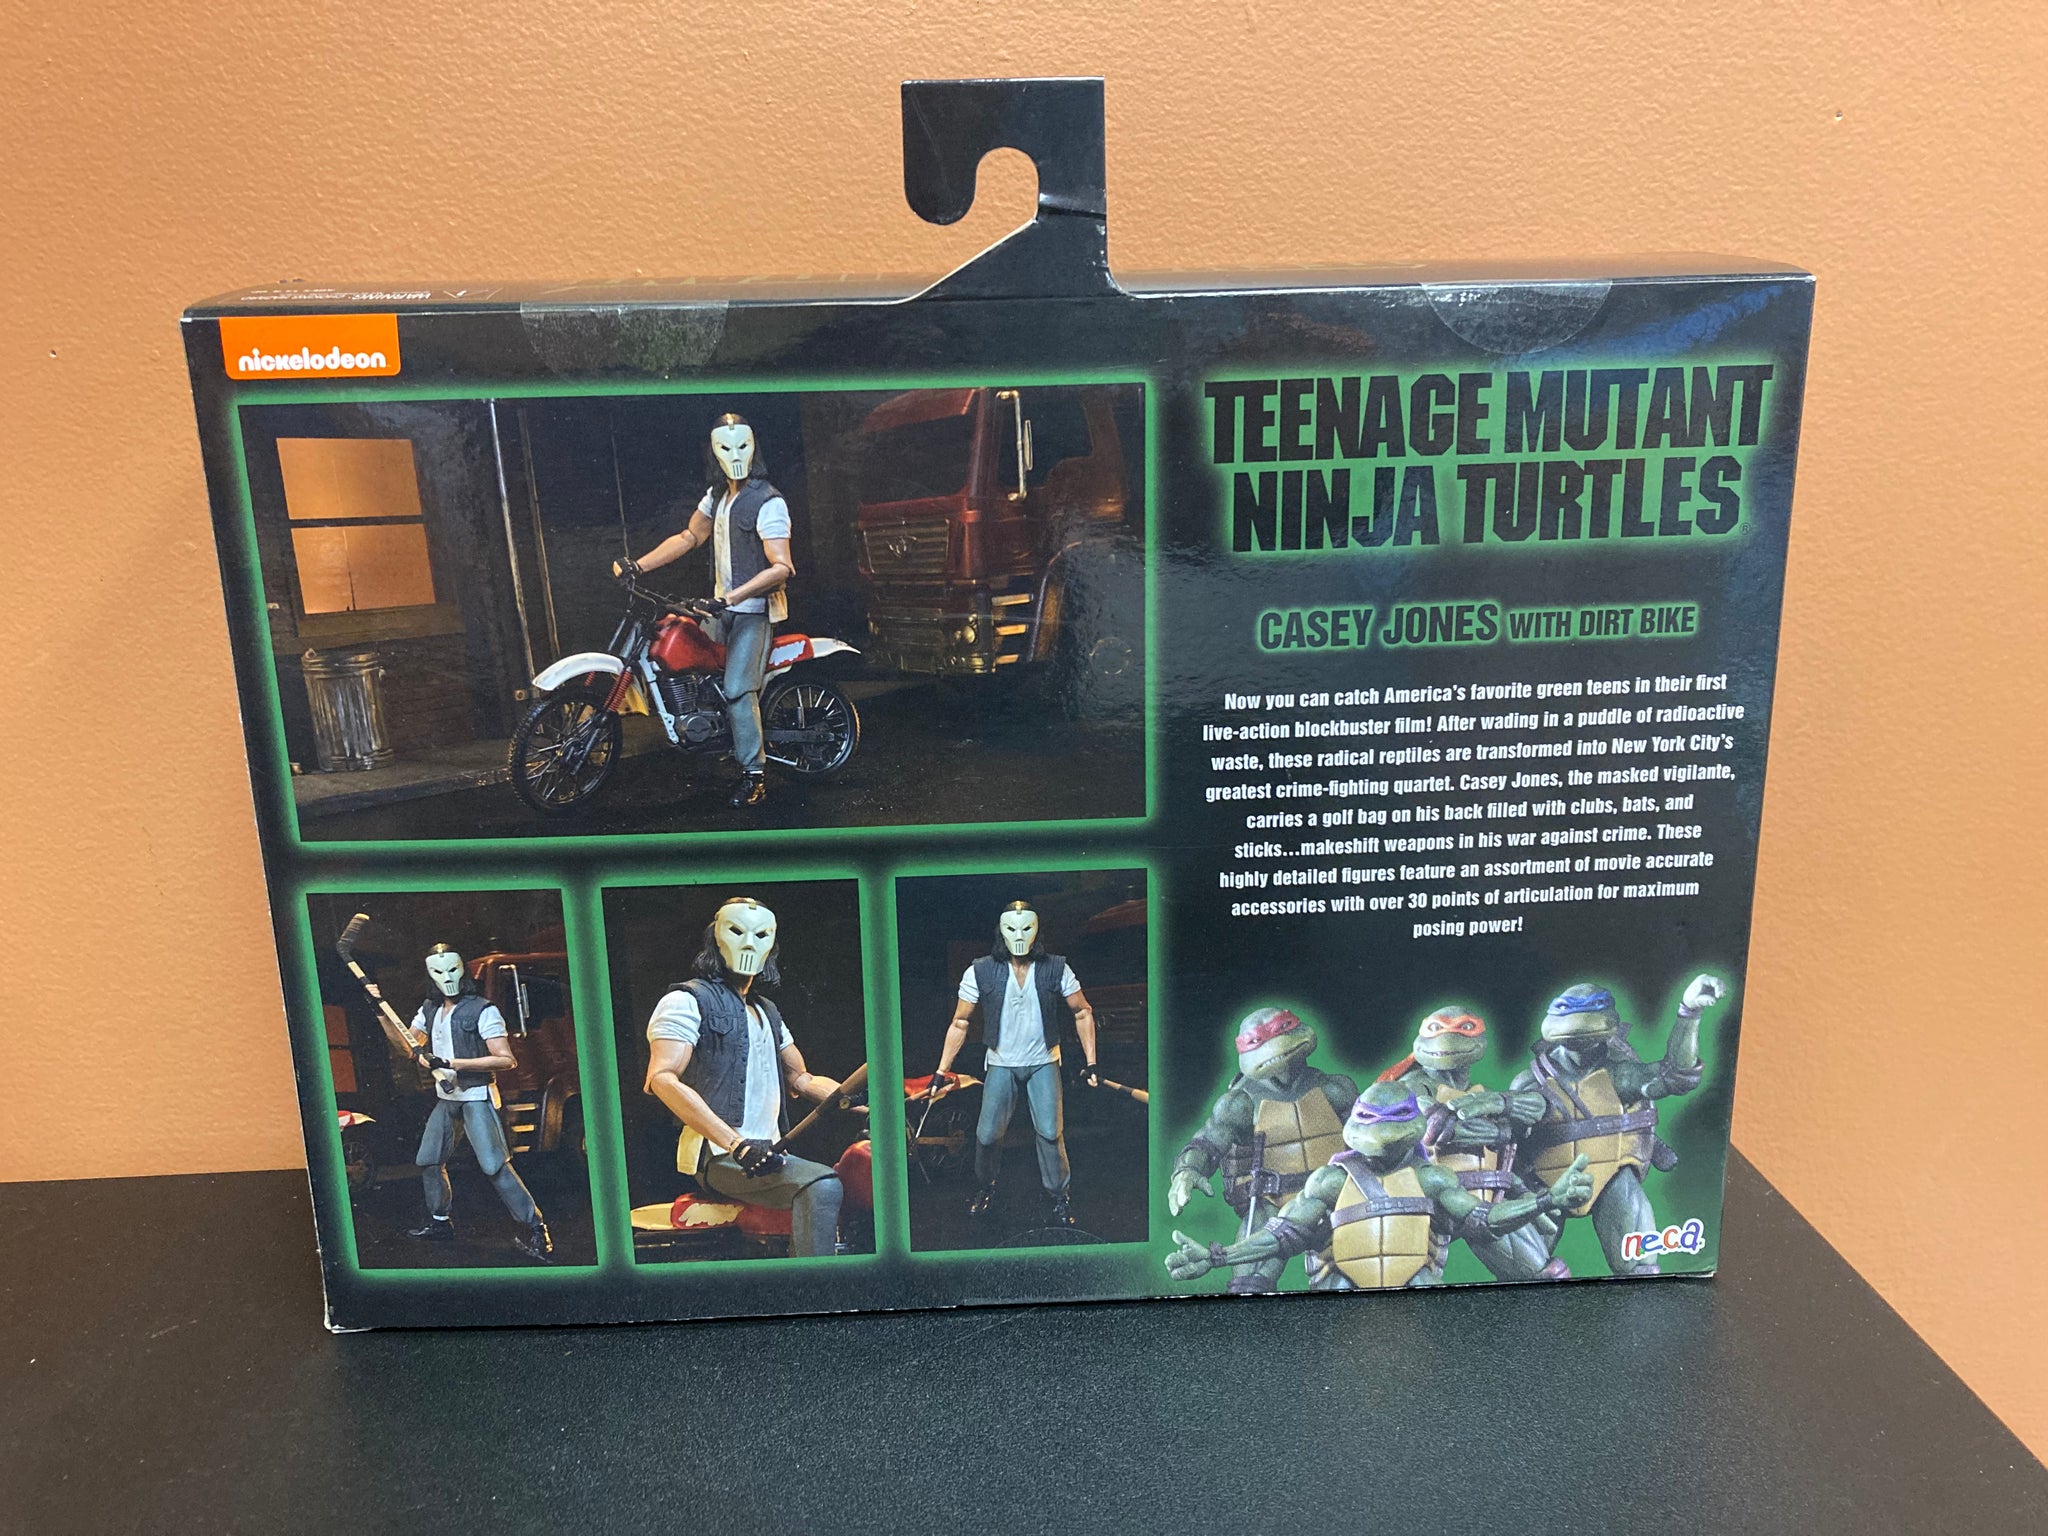 WARNING:
nickelodeon
TEENAGE MUTANT
NINJA TURTLES®
CASEY JONES WITH DIRT BIKE
Now you can catch America's favorite green teens in their first
live-action blockbuster film! After wading in a puddle of radioactive
waste, these radical reptiles are transformed into New York City's
greatest crime-fighting quartet. Casey Jones, the masked vigilante,
carries a golf bag on his back filled with clubs, bats, and
sticks...makeshift weapons in his war against crime. These
highly detailed figures feature an assortment of movie accurate
accessories with over 30 points of articulation for maximum
posing power!
n.e.c.a.